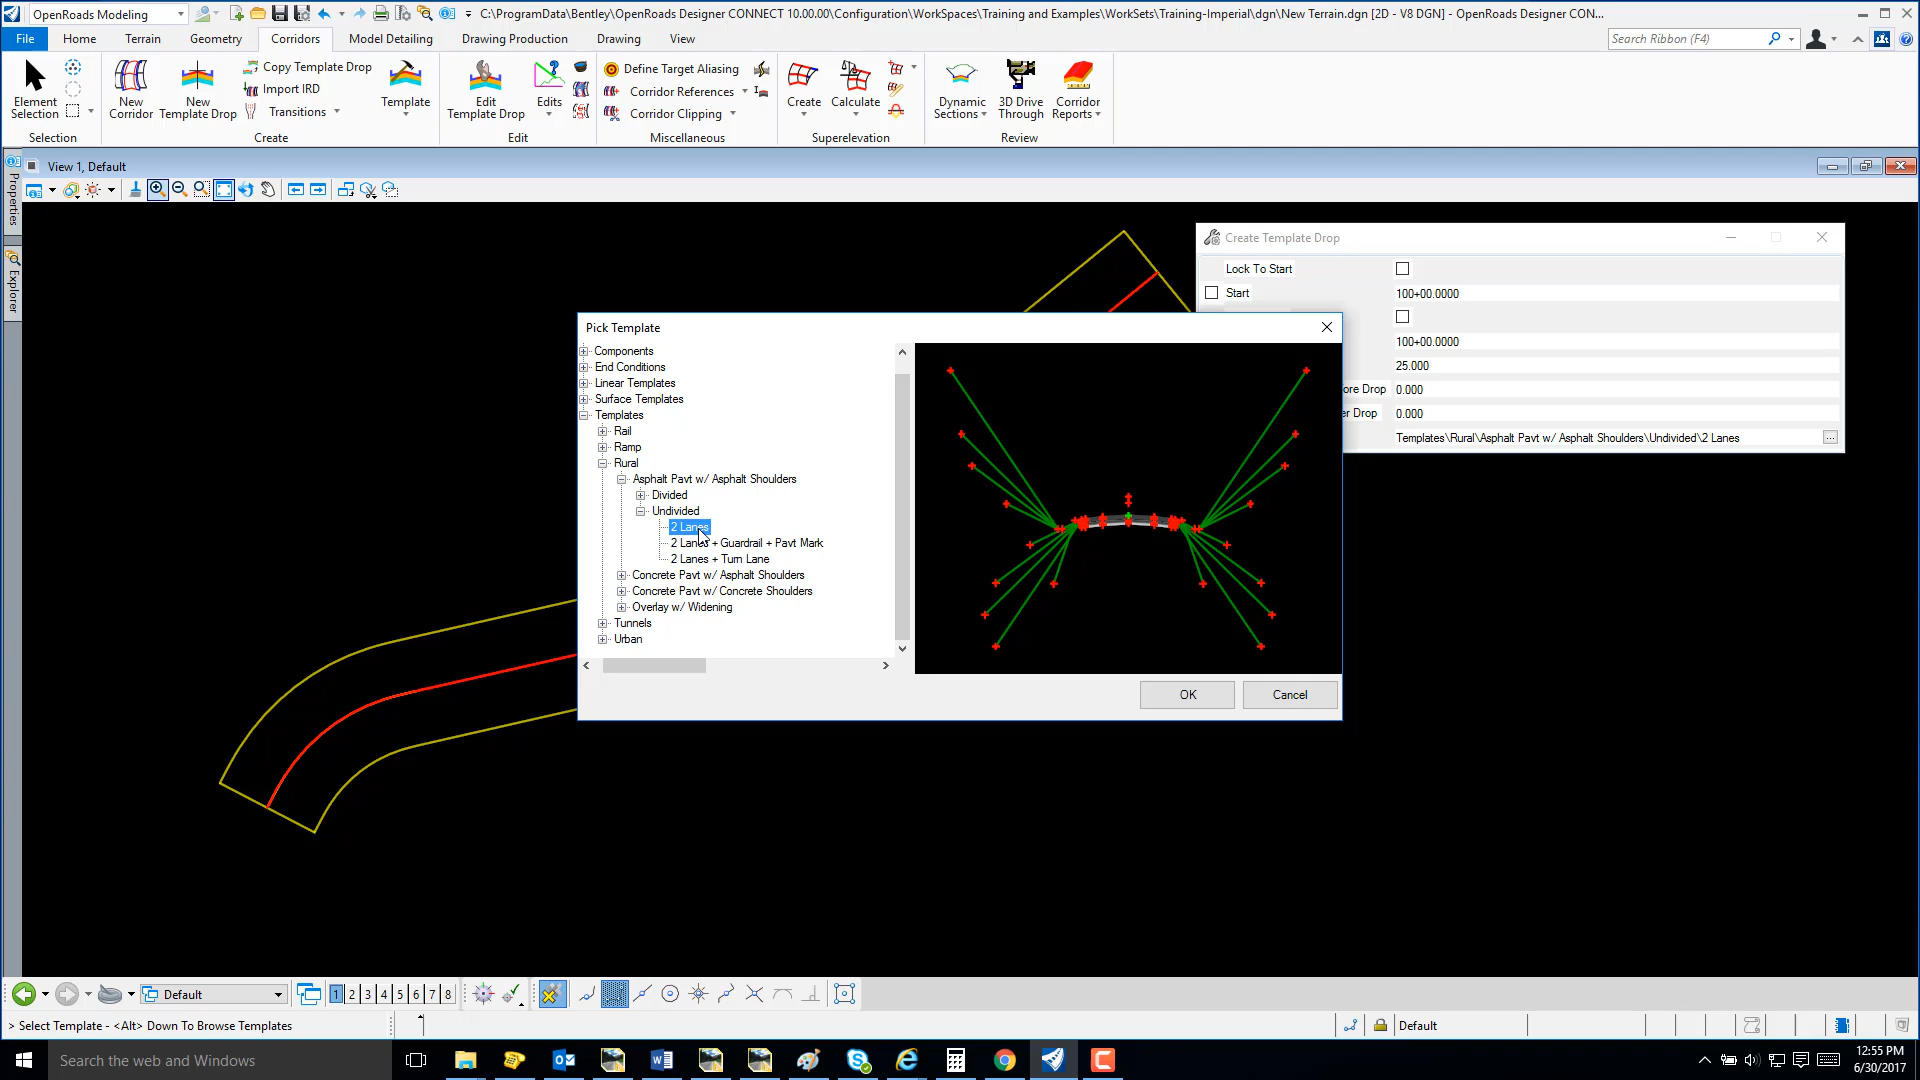 OpenRoads Modeling
C:\ProgramData\Bentley\OpenRoads Designer CONNECT 10.00.00\Configuration\WorkSpaces\Training and Examples\WorkSets\Training-Imperial\dgn\New Terrain.dgn [2D - V8 DGN] - OpenRoads Designer CON...
File Home Terrain Geometry Corridors Model Detailing Drawing Production Drawing View
Search Ribbon (F4)
Element Selection
New Corridor
New Template Drop
Copy Template Drop
Import IRD
Transitions
Template
Edit Template Drop
Edits
Define Target Aliasing
Corridor References
Corridor Clipping
Create
Calculate
Dynamic Sections
3D Drive Through
Corridor Reports
Selection Create Edit Miscellaneous Superelevation Review
View 1, Default
Properties
Explorer
Create Template Drop
Lock To Start
Start 100+00.0000
100+00.0000
25.000
ore Drop 0.000
er Drop 0.000
Templates\Rural\Asphalt Pavt w/ Asphalt Shoulders\Undivided\2 Lanes
...
Pick Template
Components
End Conditions
Linear Templates
Surface Templates
Templates
Rail
Ramp
Rural
Asphalt Pavt w/ Asphalt Shoulders
Divided
Undivided
2 Lanes
2 Lanes + Guardrail + Pavt Mark
2 Lanes + Turn Lane
Concrete Pavt w/ Asphalt Shoulders
Concrete Pavt w/ Concrete Shoulders
Overlay w/ Widening
Tunnels
Urban
OK Cancel
Default 1 2 3 4 5 6 7 8
> Select Template - <Alt> Down To Browse Templates
Default
Search the web and Windows
12:55 PM
6/30/2017